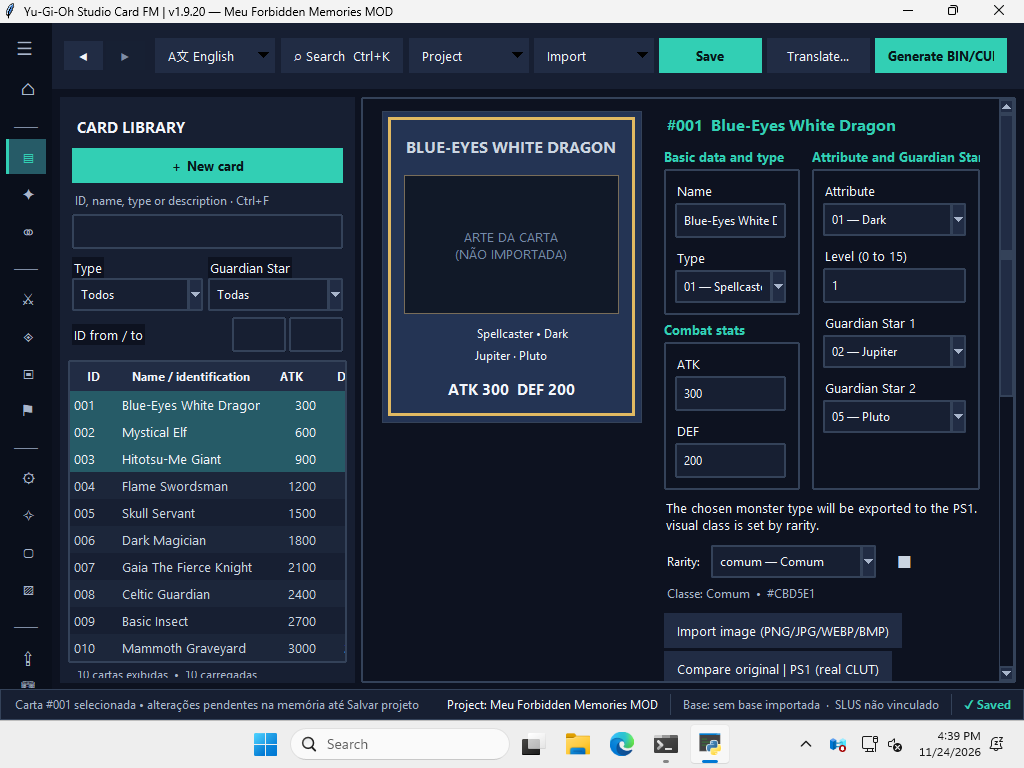 Yu-Gi-Oh Studio Card FM | v1.9.20 — Meu Forbidden Memories MOD
A文 English
Search Ctrl+K
Project
Import
Save
Translate...
Generate BIN/CUI
CARD LIBRARY
+ New card
ID, name, type or description · Ctrl+F
Type
Guardian Star
Todos
Todas
ID from / to
ID Name / identification ATK D
001 Blue-Eyes White Dragor 300
002 Mystical Elf 600
003 Hitotsu-Me Giant 900
004 Flame Swordsman 1200
005 Skull Servant 1500
006 Dark Magician 1800
007 Gaia The Fierce Knight 2100
008 Celtic Guardian 2400
009 Basic Insect 2700
010 Mammoth Graveyard 3000
10 cartas exibidas • 10 carregadas
BLUE-EYES WHITE DRAGON
ARTE DA CARTA
(NÃO IMPORTADA)
Spellcaster • Dark
Jupiter · Pluto
ATK 300 DEF 200
#001 Blue-Eyes White Dragon
Basic data and type
Name
Blue-Eyes White D
Type
01 — Spellcaste
Combat stats
ATK
300
DEF
200
Attribute and Guardian Star
Attribute
01 — Dark
Level (0 to 15)
1
Guardian Star 1
02 — Jupiter
Guardian Star 2
05 — Pluto
The chosen monster type will be exported to the PS1.
visual class is set by rarity.
Rarity:
comum — Comum
Classe: Comum • #CBD5E1
Import image (PNG/JPG/WEBP/BMP)
Compare original | PS1 (real CLUT)
Carta #001 selecionada • alterações pendentes na memória até Salvar projeto
Project: Meu Forbidden Memories MOD
Base: sem base importada · SLUS não vinculado
✓ Saved
Search
4:39 PM
11/24/2026